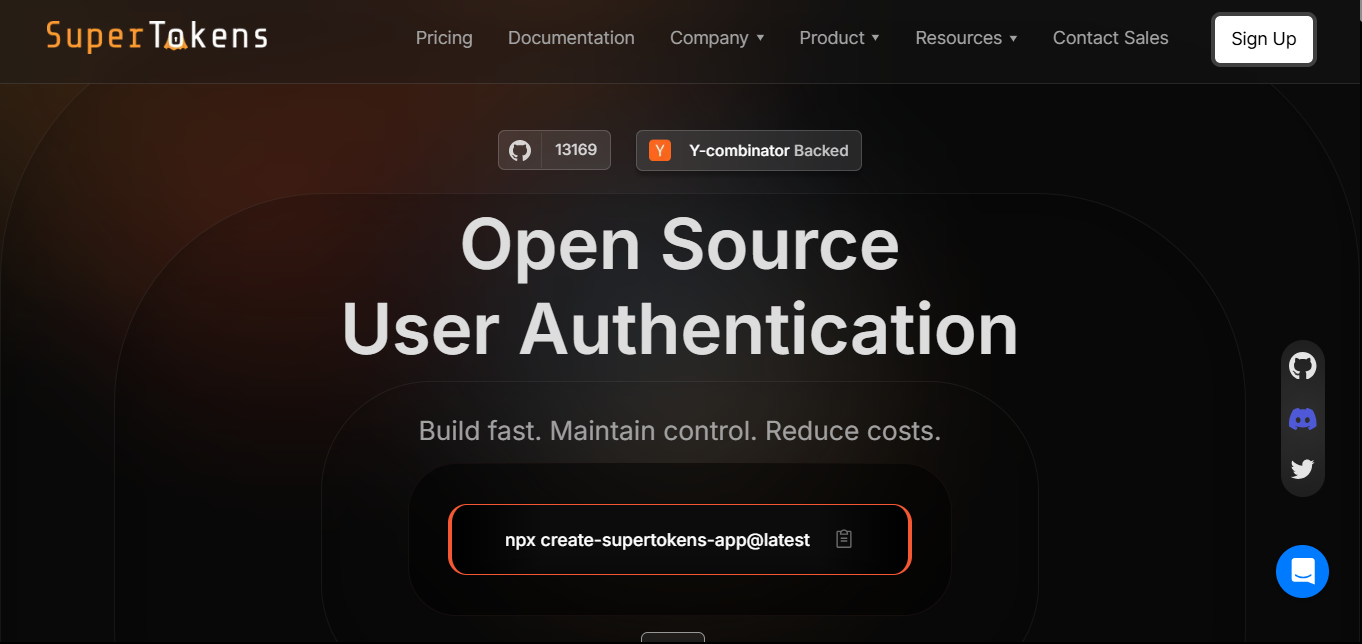 SuperTokens
Pricing
Documentation
Company
Product
Resources
Contact Sales
Sign Up
13169
Y
Y-combinator Backed
Open Source
User Authentication
Build fast. Maintain control. Reduce costs.
npx create-supertokens-app@latest